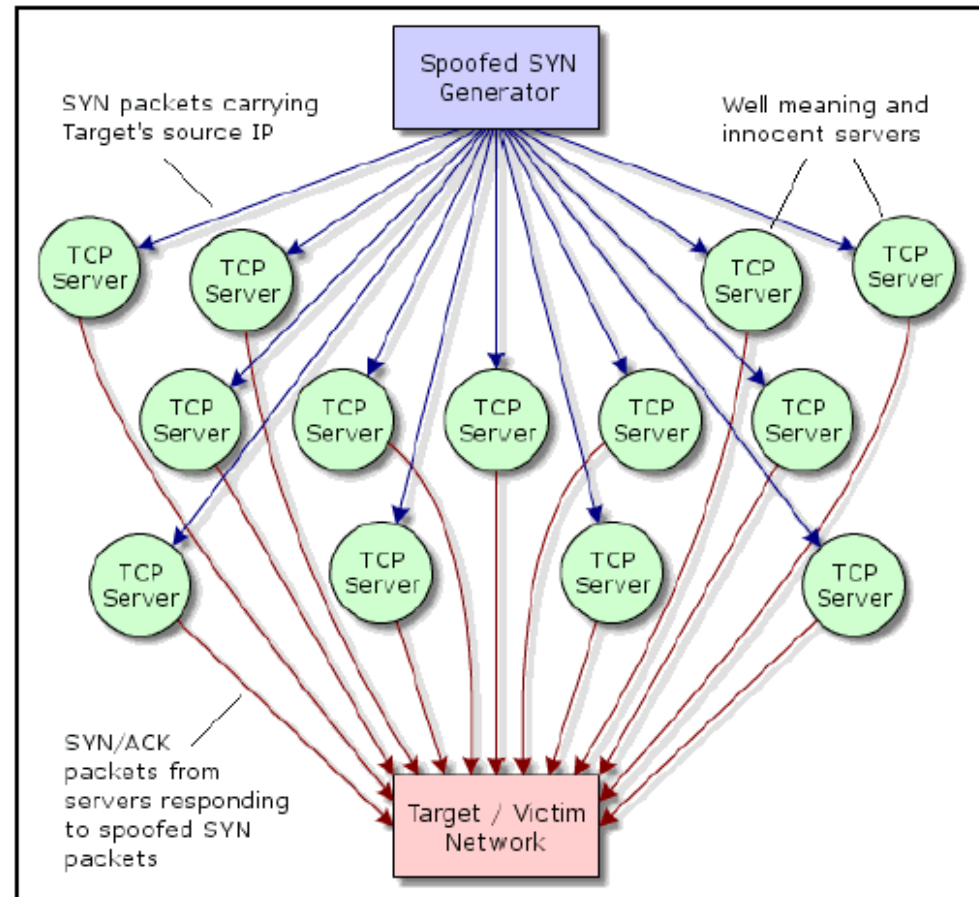 Spoofed SYN
Generator
SYN packets carrying
Target's source IP
Well meaning and
innocent servers
TCP
Server
TCP
Server
TCP
Server
TCP
Server
TCP
Server
TCP
Server
TCP
Server
TCP
Server
TCP
Server
TCP
Server
TCP
Server
TCP
Server
TCP
Server
SYN/ACK
packets from
servers responding
to spoofed SYN
packets
Target / Victim
Network